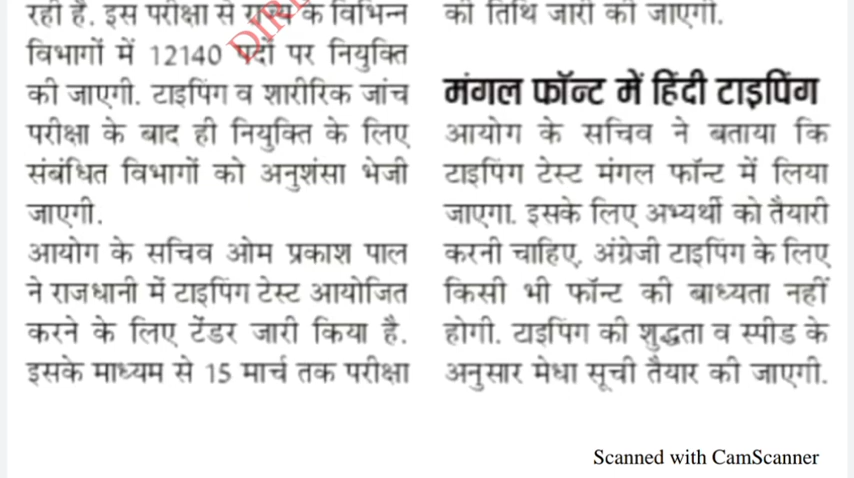 रही है. इस परीक्षा से राज्य के विभिन्न
विभागों में 12140 पदों पर नियुक्ति
की जाएगी. टाइपिंग व शारीरिक जांच
परीक्षा के बाद ही नियुक्ति के लिए
संबंधित विभागों को अनुशंसा भेजी
जाएगी.
आयोग के सचिव ओम प्रकाश पाल
ने राजधानी में टाइपिंग टेस्ट आयोजित
करने के लिए टेंडर जारी किया है.
इसके माध्यम से 15 मार्च तक परीक्षा
की तिथि जारी की जाएगी.
मंगल फॉन्ट में हिंदी टाइपिंग
आयोग के सचिव ने बताया कि
टाइपिंग टेस्ट मंगल फॉन्ट में लिया
जाएगा. इसके लिए अभ्यर्थी को तैयारी
करनी चाहिए. अंग्रेजी टाइपिंग के लिए
किसी भी फॉन्ट की बाध्यता नहीं
होगी. टाइपिंग की शुद्धता व स्पीड के
अनुसार मेधा सूची तैयार की जाएगी.
Scanned with CamScanner